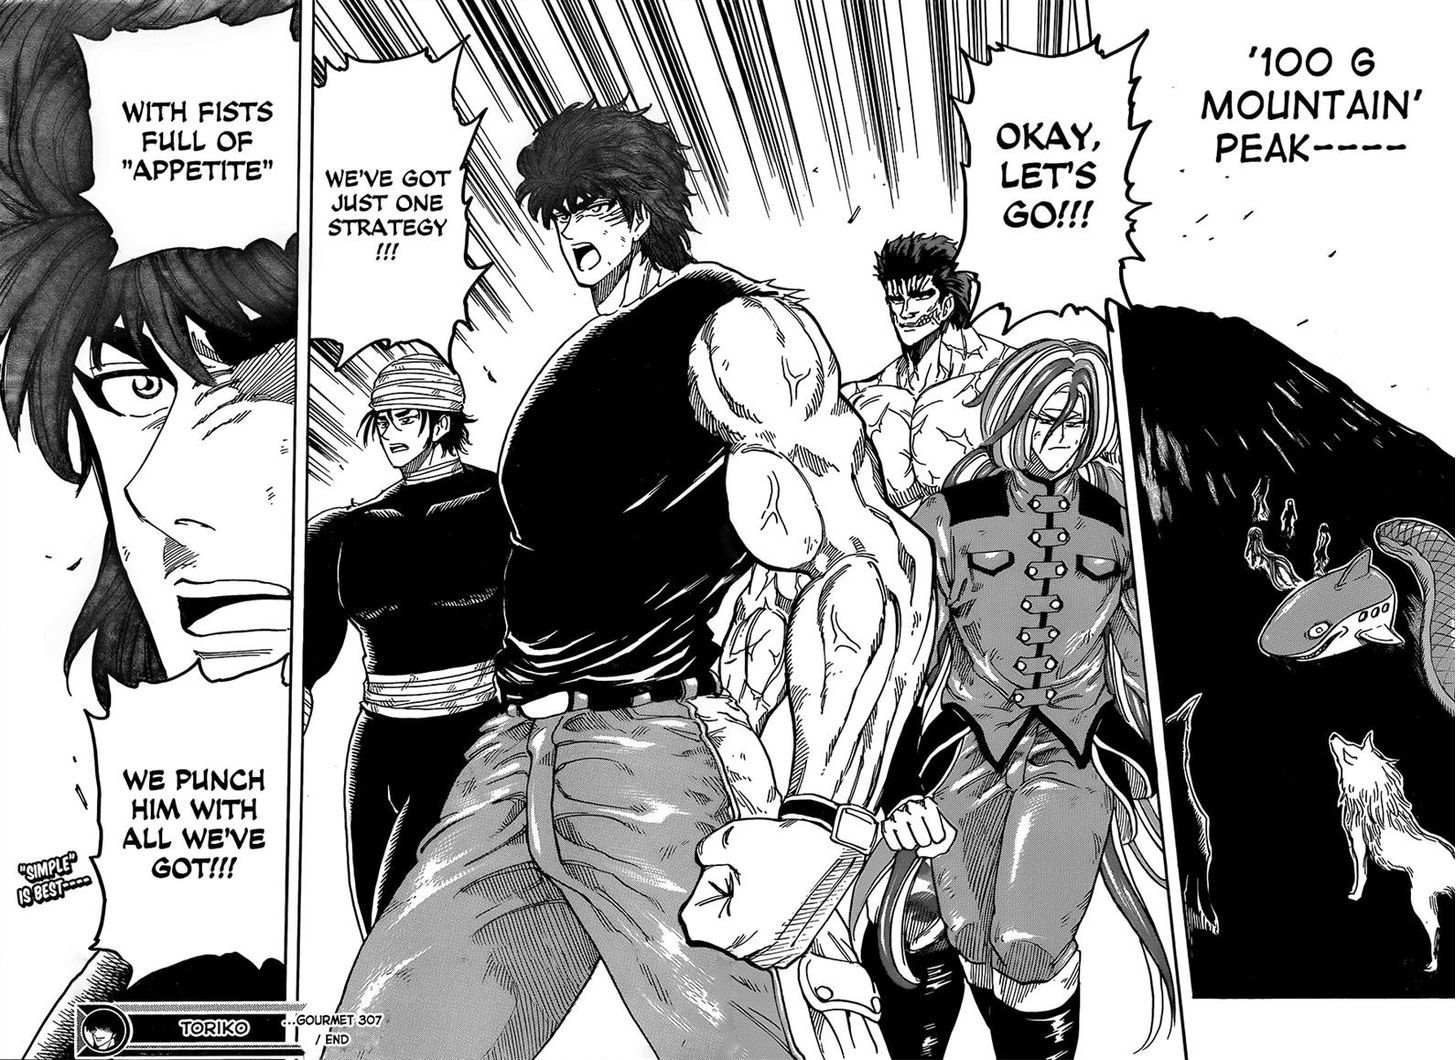 '100 G
MOUNTAIN'
PEAK----
OKAY,
LET'S
GO!!!
WE'VE GOT
JUST ONE
STRATEGY
!!!
WITH FISTS
FULL OF
"APPETITE"
WE PUNCH
HIM WITH
ALL WE'VE
GOT!!!
"SIMPLE"
IS BEST----
TORIKO
...GOURMET 307
/ END